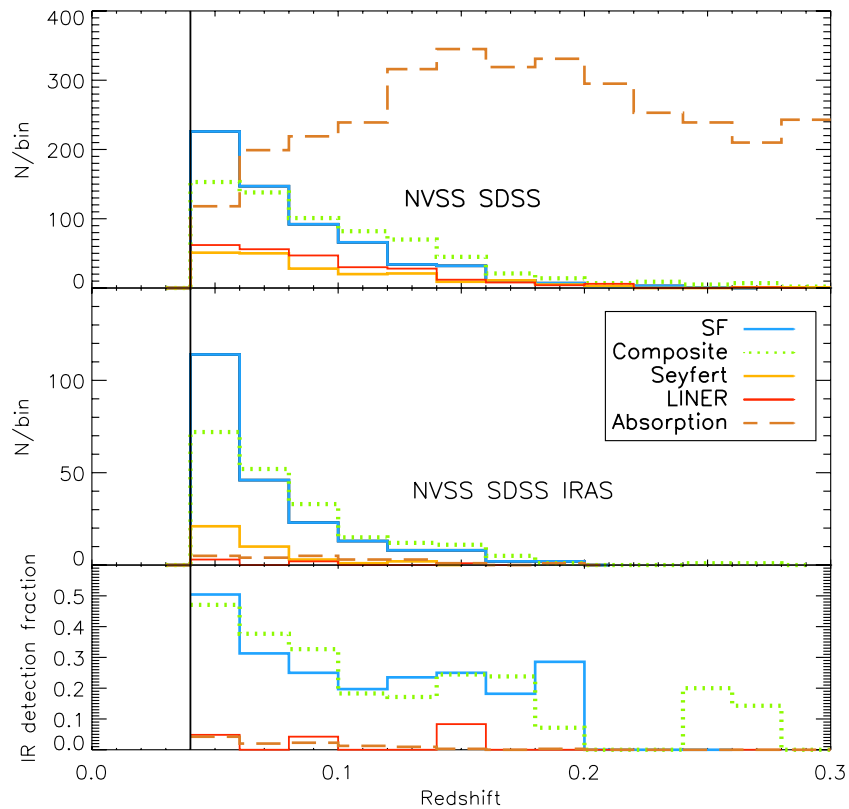 400
300
200
100
0
N/bin
NVSS SDSS
100
50
0
N/bin
SF
Composite
Seyfert
LINER
Absorption
NVSS SDSS IRAS
0.5
0.4
0.3
0.2
0.1
0.0
IR detection fraction
0.0
0.1
0.2
0.3
Redshift